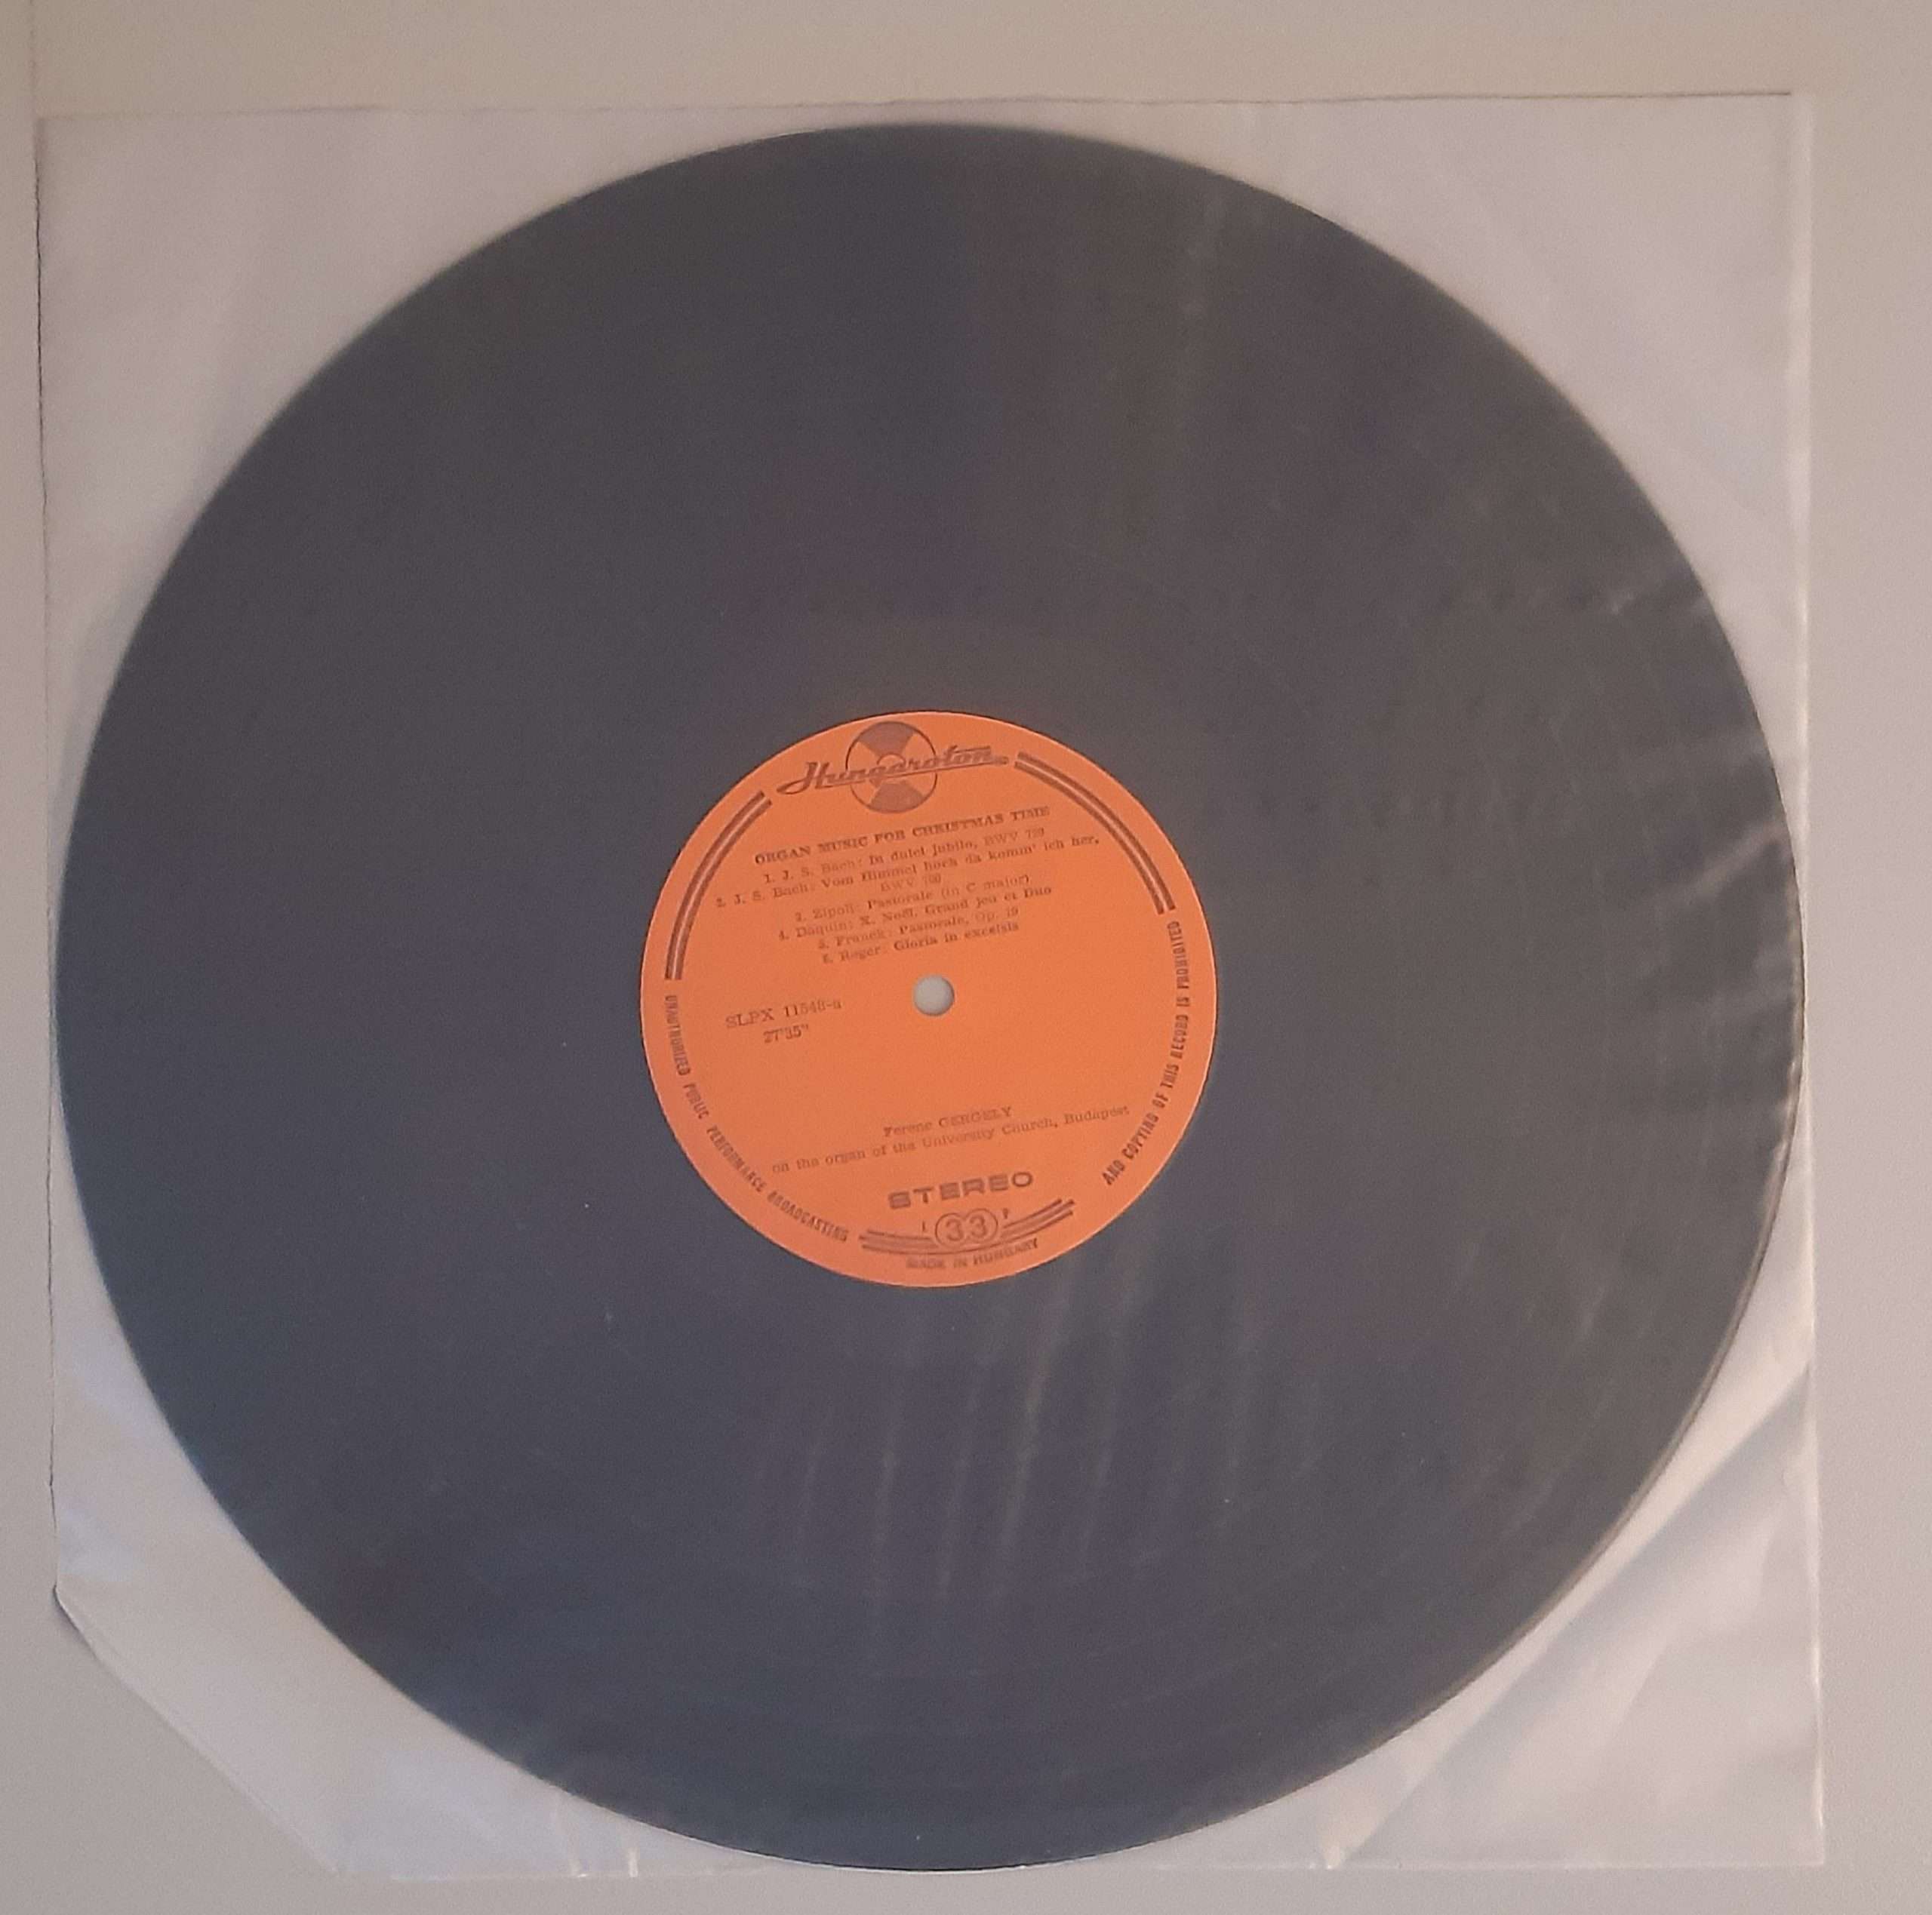 Hungaroton
ORGAN MUSIC FOR CHRISTMAS TIME
1. J. S. Bach: In dulci jubilo, BWV 729
2. J. S. Bach: Vom Himmel hoch da komm' ich her,
BWV
3. Zipoli: Pastorale (in C major)
4. Daquin: X. Noël. Grand jeu et Duo
5. Franck: Pastorale, Op. 19
6. Reger: Gloria in excelsis
SLPX 11548-a
27'35"
Ferenc GERGELY
on the organ of the University Church, Budapest
STEREO
33
MADE IN HUNGARY
UNAUTHORIZED PUBLIC PERFORMANCE BROADCASTING
AND COPYING OF THIS RECORD IS PROHIBITED